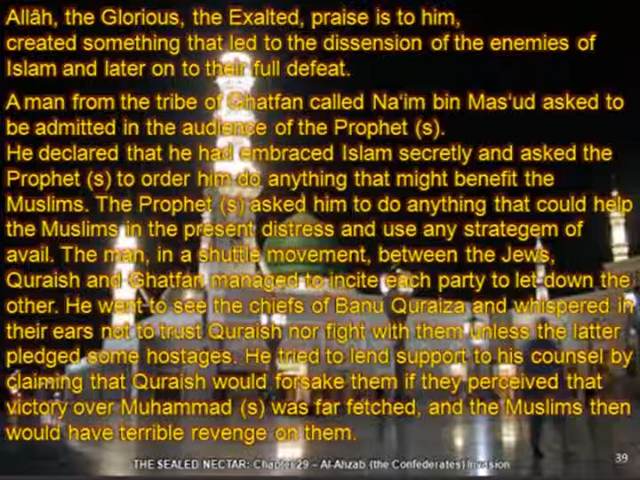 Allâh, the Glorious, the Exalted, praise is to him,
created something that led to the dissension of the enemies of
Islam and later on to their full defeat.
A man from the tribe of Ghatfan called Na'im bin Mas'ud asked to
be admitted in the audience of the Prophet (s).
He declared that he had embraced Islam secretly and asked the
Prophet (s) to order him do anything that might benefit the
Muslims. The Prophet (s) asked him to do anything that could help
the Muslims in the present distress and use any strategem of
avail. The man, in a shuttle movement, between the Jews,
Quraish and Ghatfan managed to incite each party to let down the
other. He went to see the chiefs of Banu Quraiza and whispered in
their ears not to trust Quraish nor fight with them unless the latter
pledged some hostages. He tried to lend support to his counsel by
claiming that Quraish would forsake them if they perceived that
victory over Muhammad (s) was far fetched, and the Muslims then
would have terrible revenge on them.
THE SEALED NECTAR: Chapter 29 – Al-Ahzab (the Confederates) Invasion
39